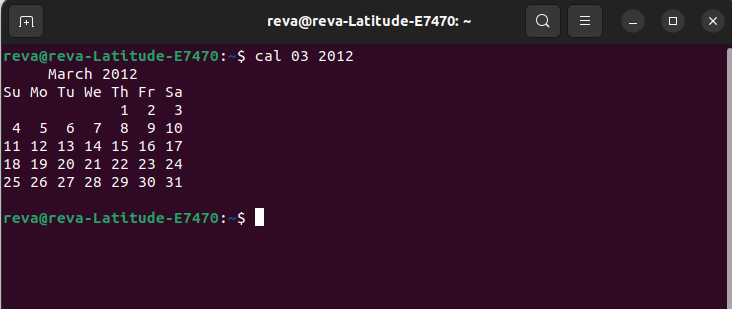 reva@reva-Latitude-E7470: ~
reva@reva-Latitude-E7470:~$ cal 03 2012
     March 2012
Su Mo Tu We Th Fr Sa
             1  2  3
 4  5  6  7  8  9 10
11 12 13 14 15 16 17
18 19 20 21 22 23 24
25 26 27 28 29 30 31
reva@reva-Latitude-E7470:~$